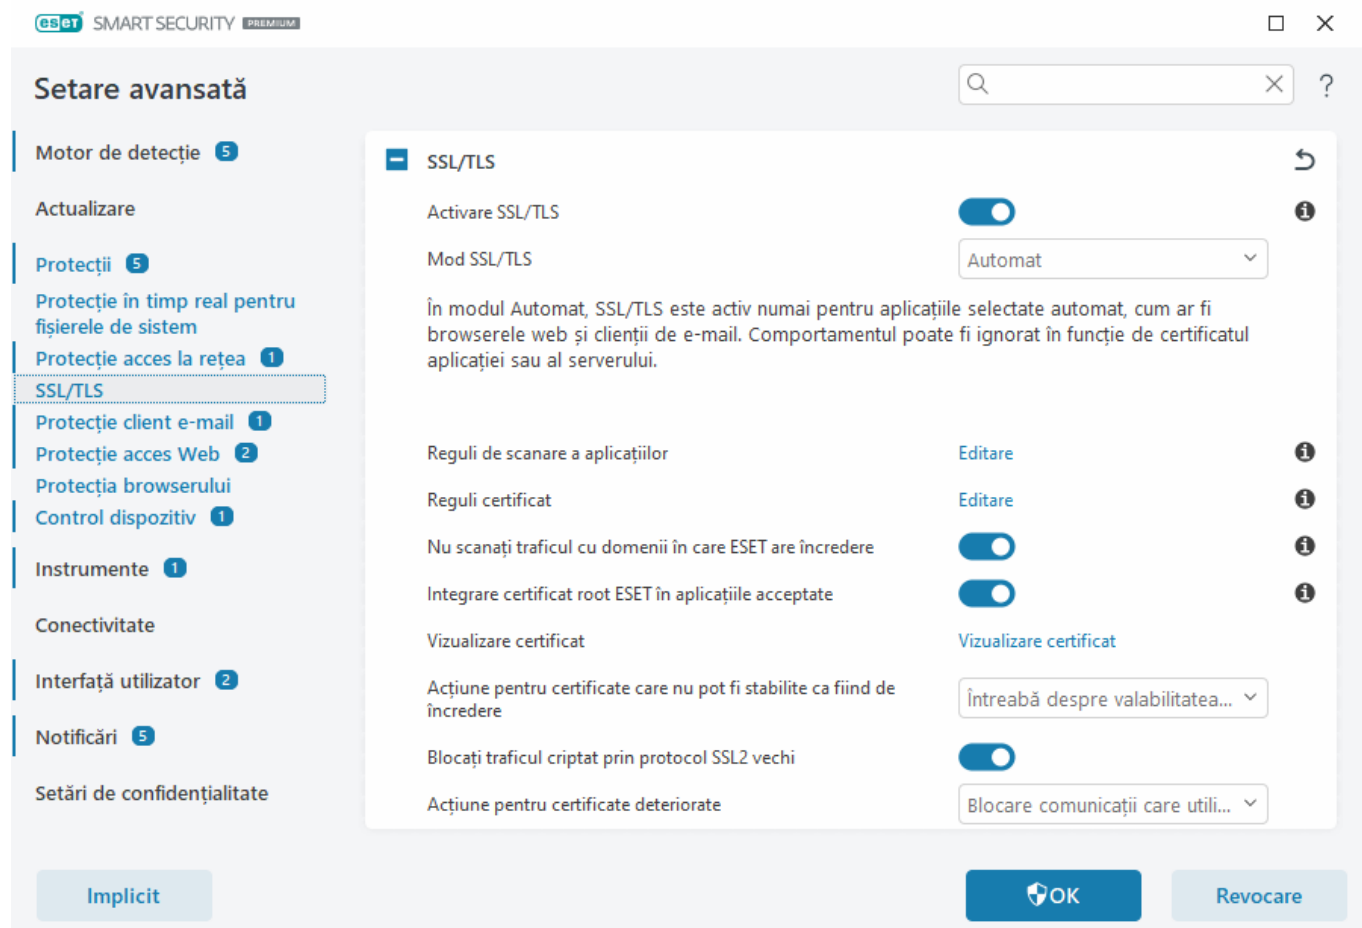 eset SMART SECURITY PREMIUM
Setare avansată
?
Motor de detecție 5
Actualizare
Protecții 5
Protecție în timp real pentru
fișierele de sistem
Protecție acces la rețea 1
SSL/TLS
Protecție client e-mail 1
Protecție acces Web 2
Protecția browserului
Control dispozitiv 1
Instrumente 1
Conectivitate
Interfață utilizator 2
Notificări 5
Setări de confidențialitate
SSL/TLS
Activare SSL/TLS
Mod SSL/TLS Automat
În modul Automat, SSL/TLS este activ numai pentru aplicațiile selectate automat, cum ar fi
browserele web și clienții de e-mail. Comportamentul poate fi ignorat în funcție de certificatul
aplicației sau al serverului.
Reguli de scanare a aplicațiilor Editare
Reguli certificat Editare
Nu scanați traficul cu domenii în care ESET are încredere
Integrare certificat root ESET în aplicațiile acceptate
Vizualizare certificat Vizualizare certificat
Acțiune pentru certificate care nu pot fi stabilite ca fiind de
încredere
Întreabă despre valabilitatea...
Blocați traficul criptat prin protocol SSL2 vechi
Acțiune pentru certificate deteriorate Blocare comunicații care utili...
Implicit OK Revocare